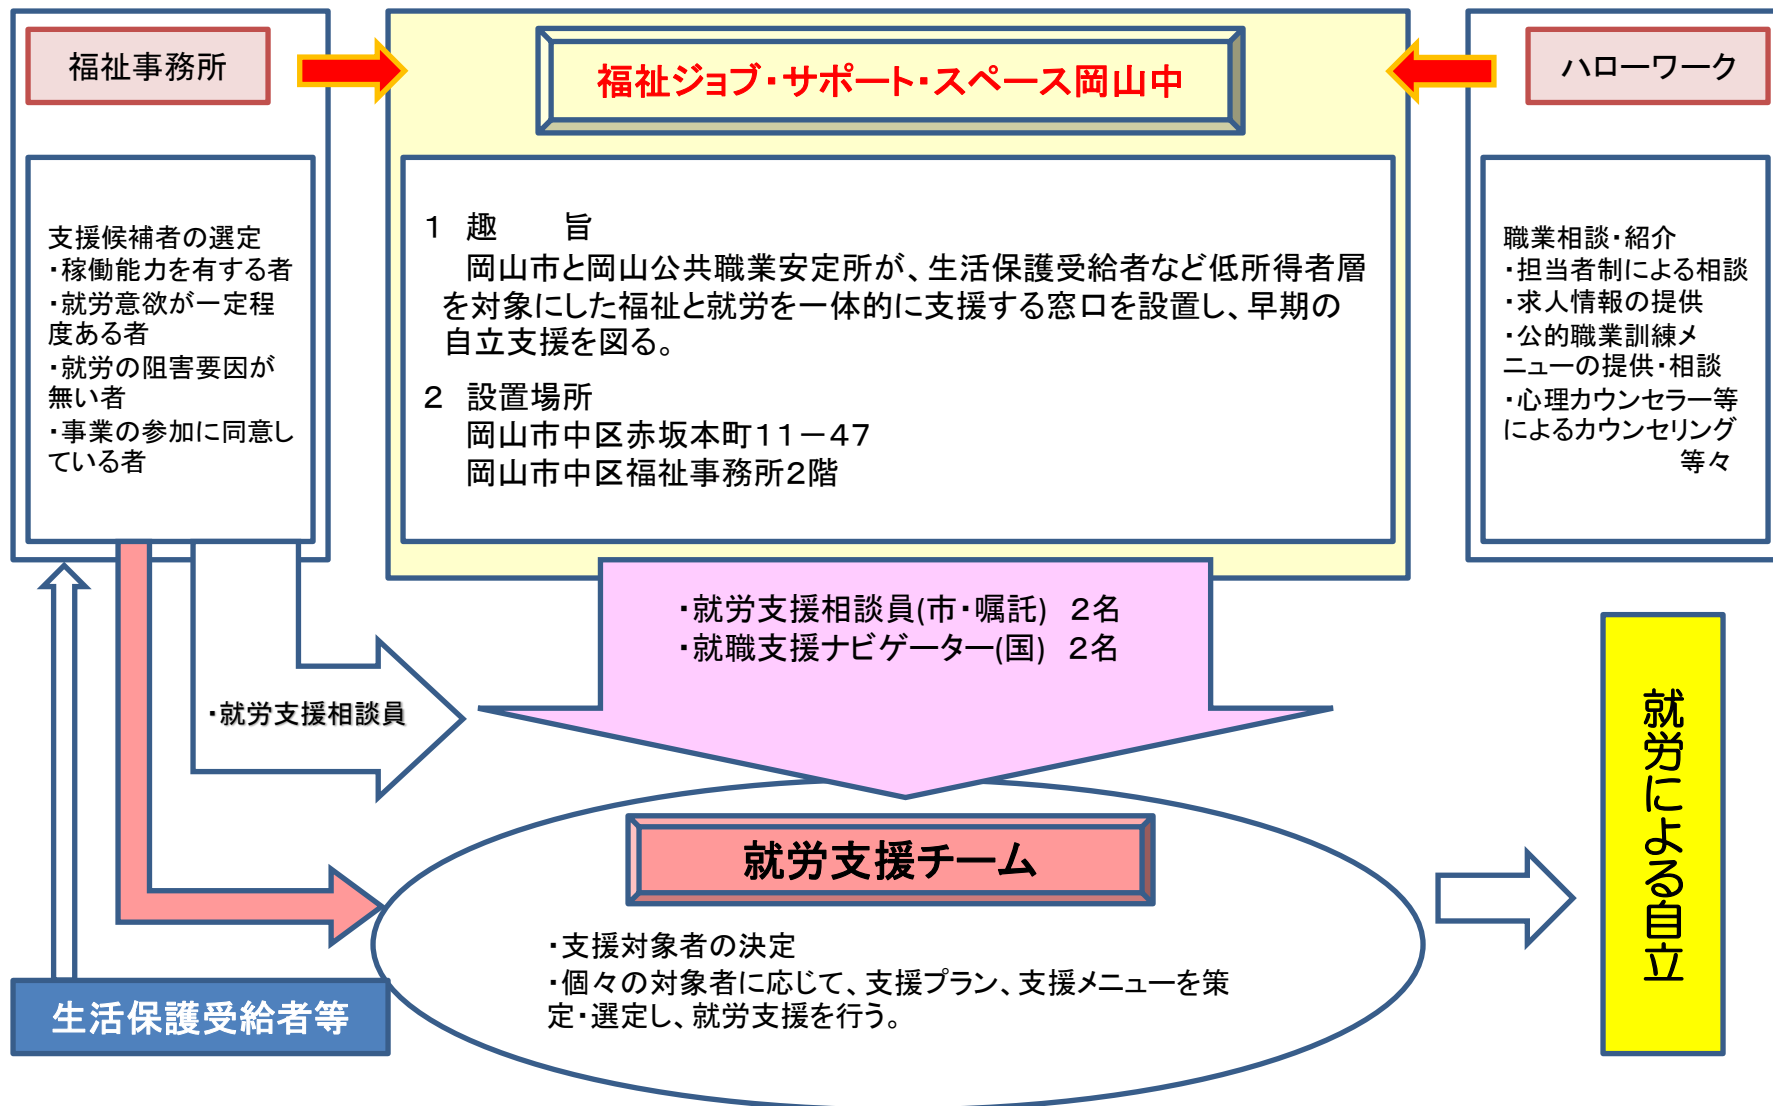 福祉事務所
支援候補者の選定
・稼働能力を有する者
・就労意欲が一定程
度ある者
・就労の阻害要因が
無い者
・事業の参加に同意し
ている者
福祉ジョブ・サポート・スペース岡山中
1 趣　　旨
岡山市と岡山公共職業安定所が、生活保護受給者など低所得者層
を対象にした福祉と就労を一体的に支援する窓口を設置し、早期の
自立支援を図る。
2 設置場所
岡山市中区赤坂本町11－47
岡山市中区福祉事務所2階
ハローワーク
職業相談・紹介
・担当者制による相談
・求人情報の提供
・公的職業訓練メ
ニューの提供・相談
・心理カウンセラー等
によるカウンセリング
等々
・就労支援相談員(市・嘱託)　2名
・就職支援ナビゲーター(国)　2名
・就労支援相談員
就労支援チーム
・支援対象者の決定
・個々の対象者に応じて、支援プラン、支援メニューを策
定・選定し、就労支援を行う。
生活保護受給者等
就労による自立